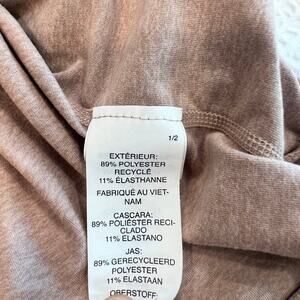 1/2
EXTÉRIEUR:
89% POLYESTER
RECYCLÉ
11% ÉLASTHANNE
FABRIQUÉ AU VIET-
NAM
CASCARA:
89% POLIÉSTER RECI-
CLADO
11% ELASTANO
JAS:
89% GERECYCLEERD
POLYESTER
11% ELASTAAN
OBERSTOFF: